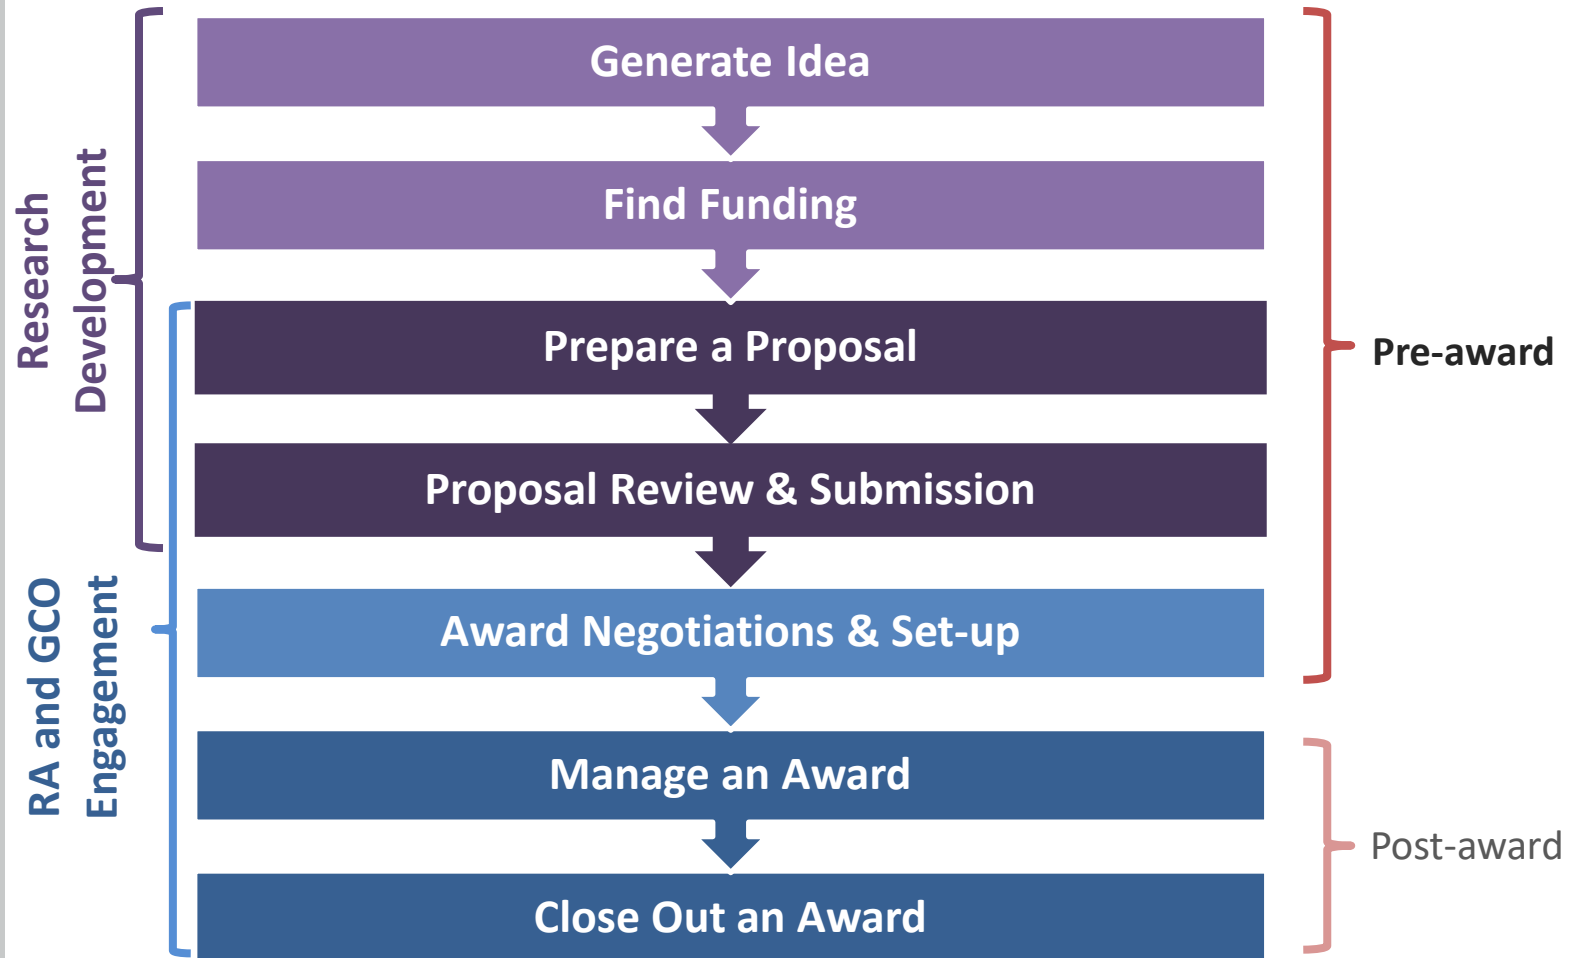 Generate Idea
Find Funding
Prepare a Proposal
Proposal Review & Submission
Award Negotiations & Set-up
Manage an Award
Close Out an Award
Research
Development
RA and GCO
Engagement
Pre-award
Post-award